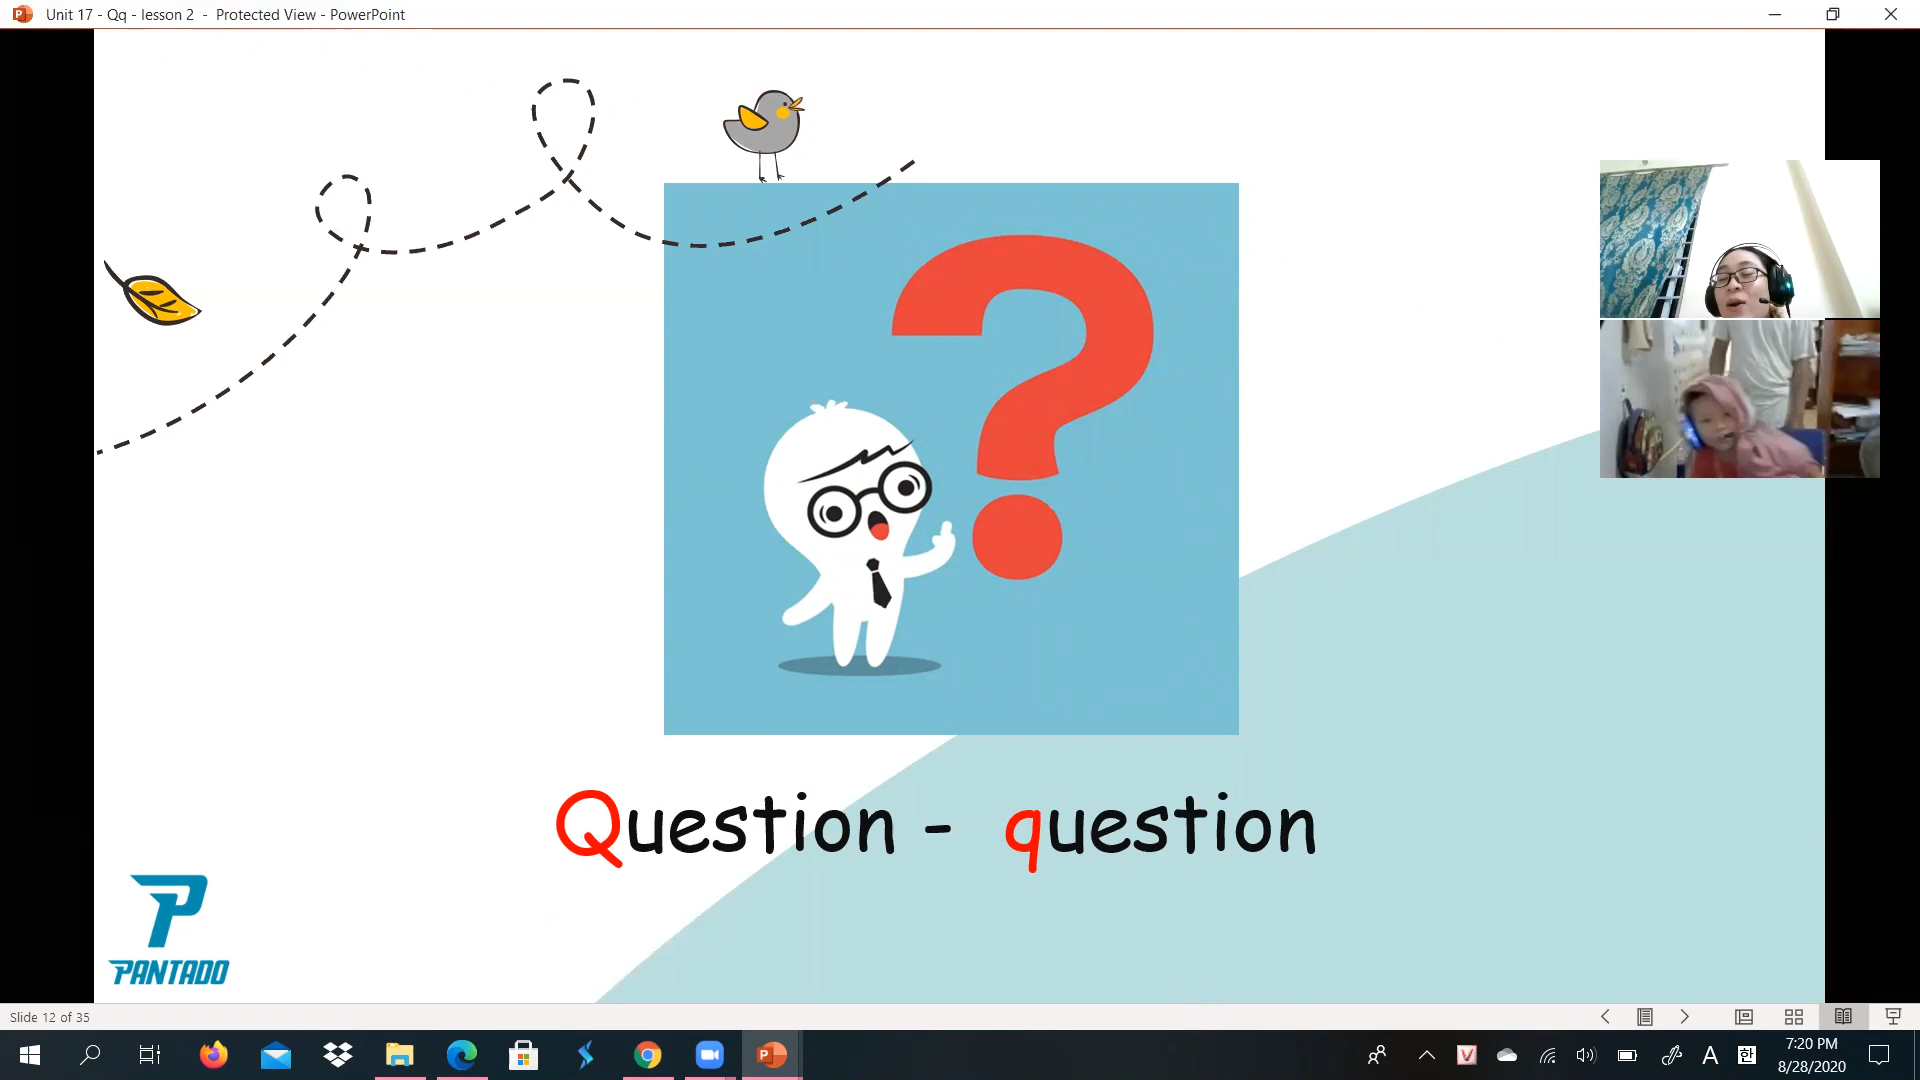 Unit 17 - Qq - lesson 2 - Protected View - PowerPoint
?
Question - question
P
PANTADO
Slide 12 of 35
A
한
7:20 PM
8/28/2020